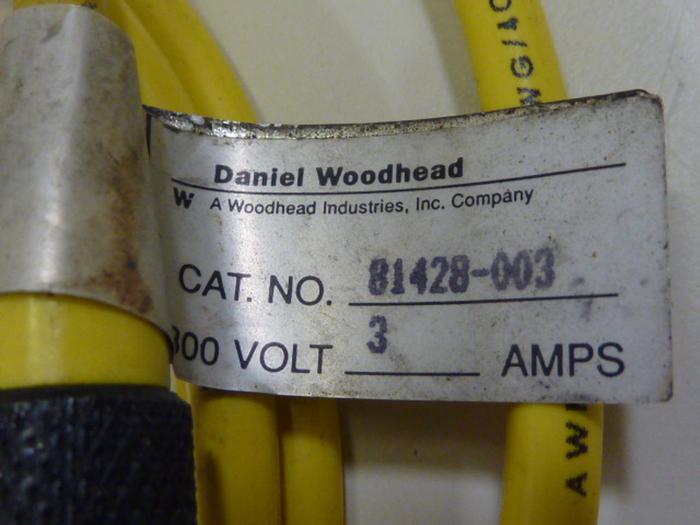 Daniel Woodhead
W A Woodhead Industries, Inc. Company
CAT. NO. 81428-003
300 VOLT 3 AMPS